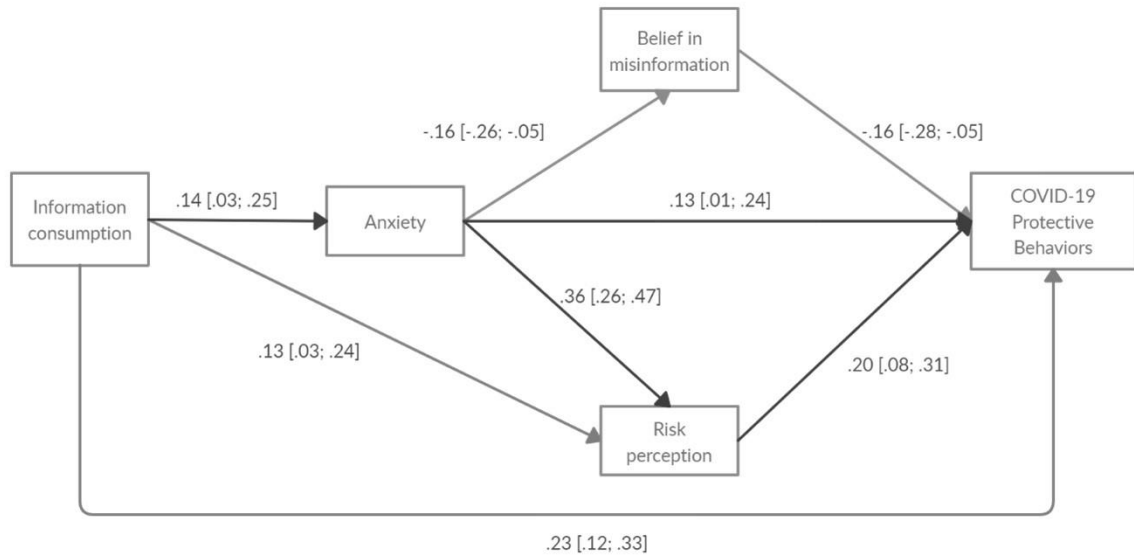 Belief in
misinformation
-.16 [-.26; -.05]
-.16 [-.28; -.05]
Information
consumption
.14 [.03; .25]
Anxiety
.13 [.01; .24]
COVID-19
Protective
Behaviors
.36 [.26; .47]
.13 [.03; .24]
.20 [.08; .31]
Risk
perception
.23 [.12; .33]